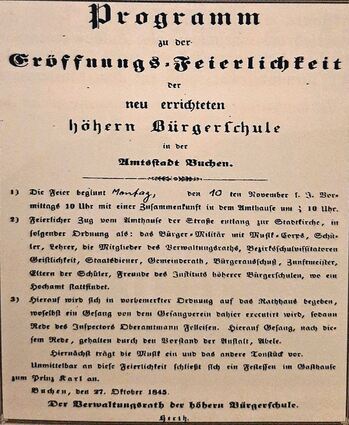 Programm
zu der
Eröffnungs-Feierlichkeit
der
neu errichteten
höhern Bürgerschule
in der
Amtsstadt Buchen.
1) Die Feier beginnt Montag, den 10 ten November l. J. Vor-
mittags 10 Uhr mit einer Zusammenkunft in dem Amthause um ½ 10 Uhr.
2) Feierlicher Zug vom Amthause der Straße entlang zur Stadtkirche, in
folgender Ordnung als: das Bürger-Militär mit Musik-Corps, Schü-
ler, Lehrer, die Mitglieder des Verwaltungsraths, Bezirksschulvisitatoren
Geistlichkeit, Staatsdiener, Gemeinderath, Bürgerausschuß, Zunftmeister,
Eltern der Schüler, Freunde des Instituts höherer Bürgerschulen, wo ein
Hochamt stattfindet.
3) Hierauf wird sich in vorbemerkter Ordnung auf das Rathhaus begeben,
woselbst ein Gesang von dem Gesangverein dahier executirt wird, sodann
Rede des Inspectors Oberamtmann Felleisen. Hierauf Gesang, nach die-
sem Rede, gehalten durch den Vorstand der Anstalt, Abele.
Hiernächst trägt die Musik ein und das andere Tonstück vor.
Unmittelbar an diese Feierlichkeit schließt sich ein Festessen im Gasthause
zum Prinz Karl an.
Buchen, den 27. Oktober 1845.
Der Verwaltungsrath der höhern Bürgerschule.
Herth.